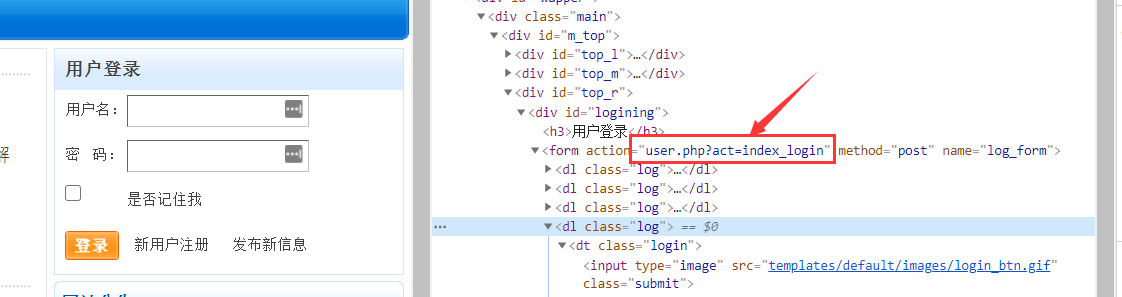 用户登录
用户名：
密 码：
是否记住我
登录 新用户注册 发布新信息
解
<div class="main">
<div id="m_top">
<div id="top_l">…</div>
<div id="top_m">…</div>
<div id="top_r">
<div id="logining">
<h3>用户登录</h3>
<form action="user.php?act=index_login" method="post" name="log_form">
<dl class="log">…</dl>
<dl class="log">…</dl>
<dl class="log">…</dl>
… <dl class="log"> == $0
<dt class="login">
<input type="image" src="templates/default/images/login_btn.gif"
class="submit">